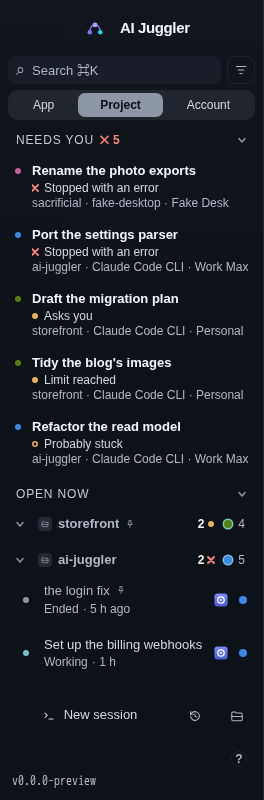 AI Juggler
Search ⌘K
App Project Account
NEEDS YOU 5
Rename the photo exports
Stopped with an error
sacrificial · fake-desktop · Fake Desk
Port the settings parser
Stopped with an error
ai-juggler · Claude Code CLI · Work Max
Draft the migration plan
Asks you
storefront · Claude Code CLI · Personal
Tidy the blog's images
Limit reached
storefront · Claude Code CLI · Personal
Refactor the read model
Probably stuck
ai-juggler · Claude Code CLI · Work Max
OPEN NOW
storefront 2 4
ai-juggler 2 5
the login fix
Ended · 5 h ago
Set up the billing webhooks
Working · 1 h
New session
?
v0.0.0-preview